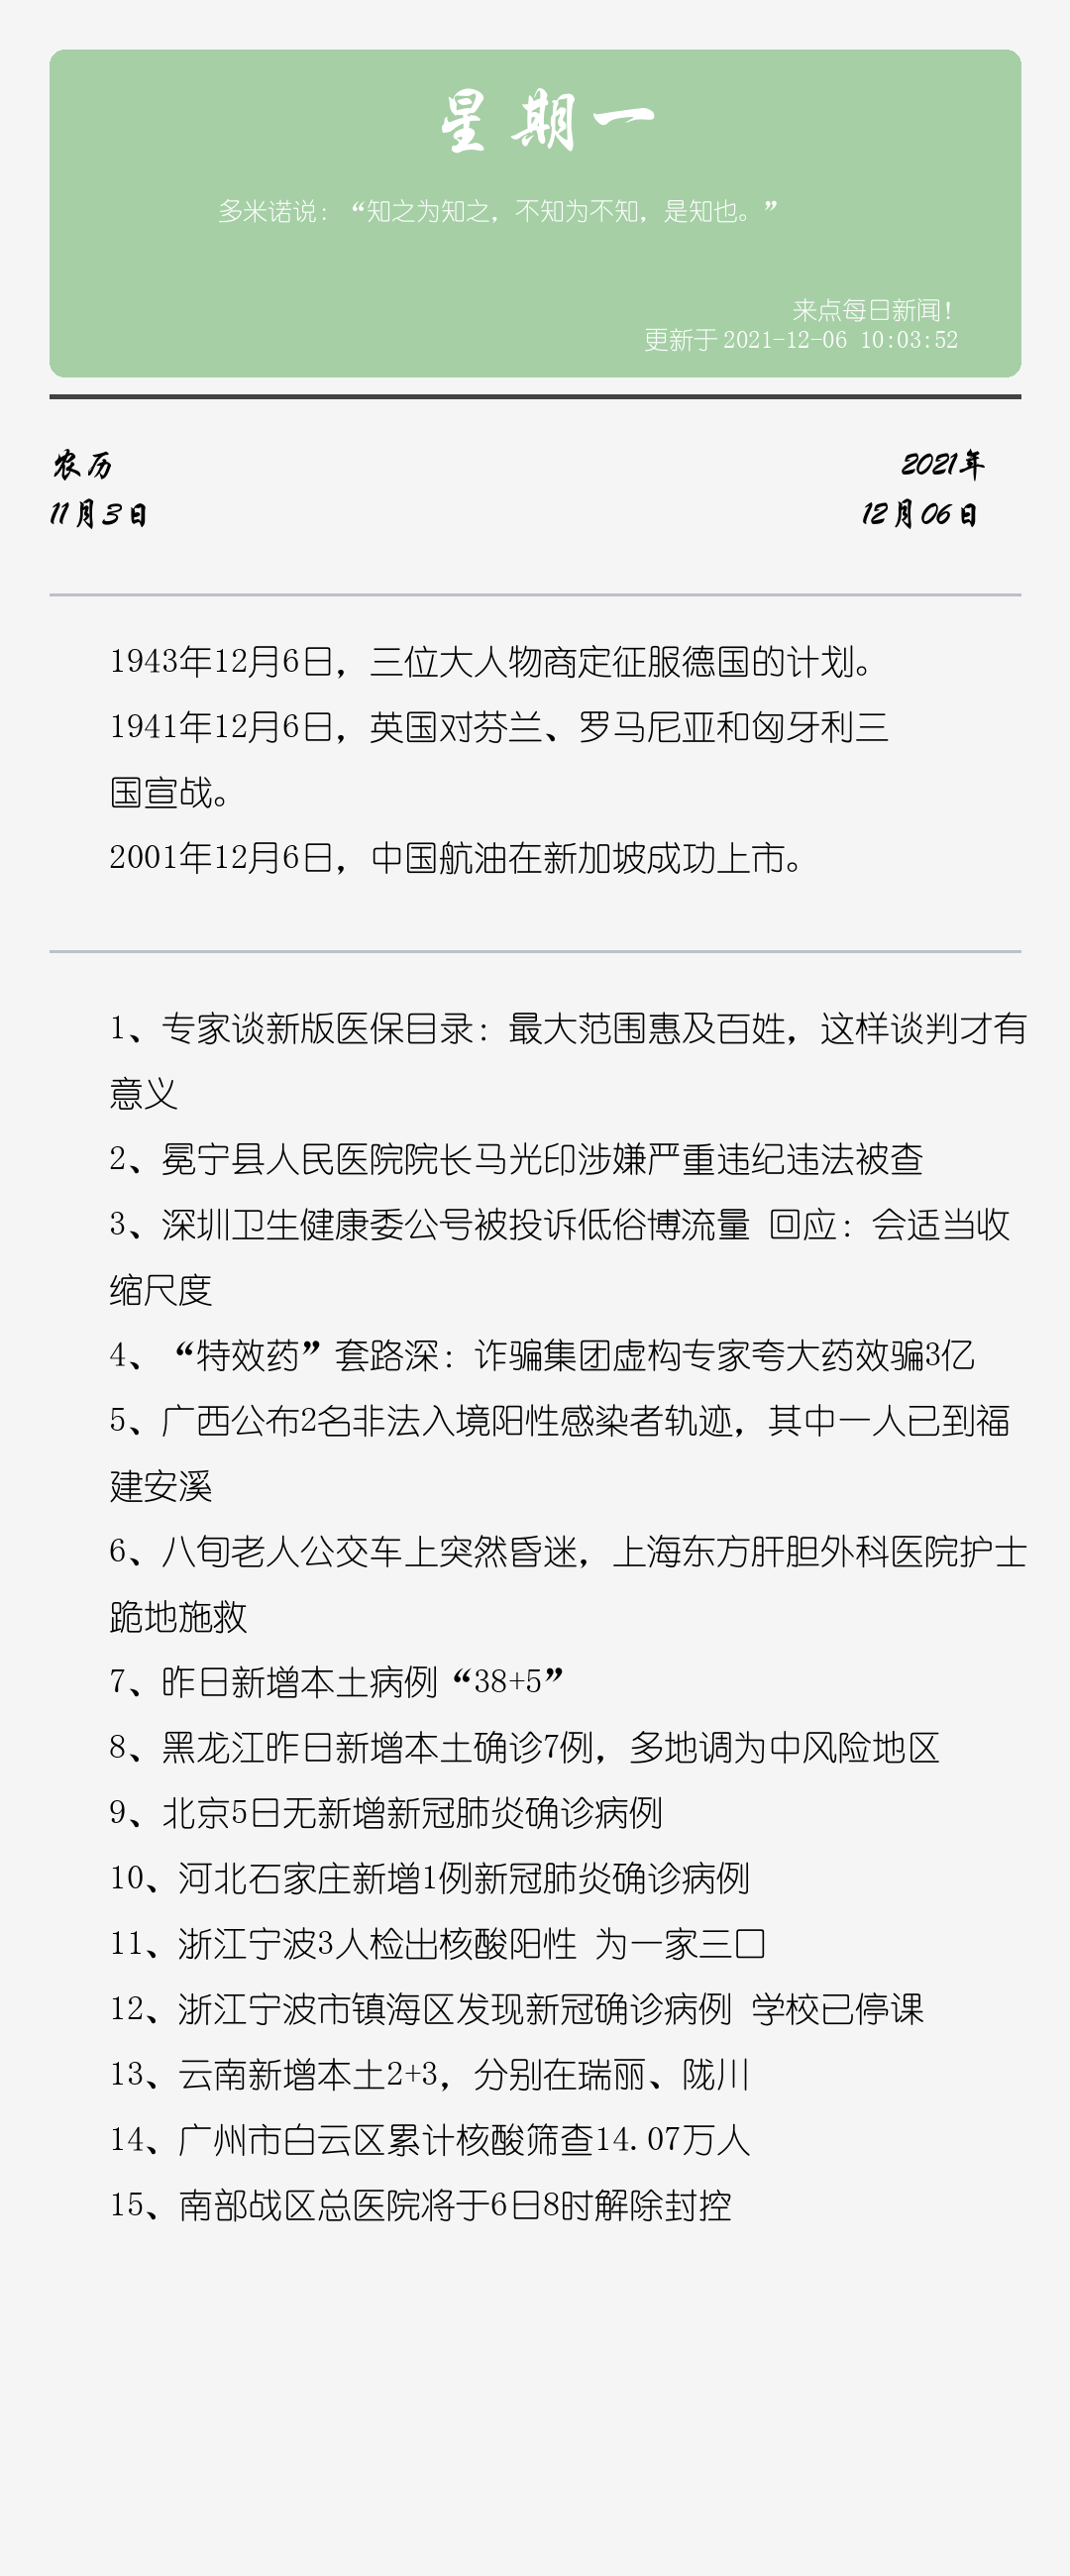 星期一
多米诺说：“知之为知之，不知为不知，是知也。”
来点每日新闻！
更新于 2021-12-06 10:03:52
农历
2021年
11月3日
12月06日
1943年12月6日，三位大人物商定征服德国的计划。
1941年12月6日，英国对芬兰、罗马尼亚和匈牙利三
国宣战。
2001年12月6日，中国航油在新加坡成功上市。
1、专家谈新版医保目录：最大范围惠及百姓，这样谈判才有
意义
2、冕宁县人民医院院长马光印涉嫌严重违纪违法被查
3、深圳卫生健康委公号被投诉低俗博流量 回应：会适当收
缩尺度
4、“特效药”套路深：诈骗集团虚构专家夸大药效骗3亿
5、广西公布2名非法入境阳性感染者轨迹，其中一人已到福
建安溪
6、八旬老人公交车上突然昏迷，上海东方肝胆外科医院护士
跪地施救
7、昨日新增本土病例“38+5”
8、黑龙江昨日新增本土确诊7例，多地调为中风险地区
9、北京5日无新增新冠肺炎确诊病例
10、河北石家庄新增1例新冠肺炎确诊病例
11、浙江宁波3人检出核酸阳性 为一家三口
12、浙江宁波市镇海区发现新冠确诊病例 学校已停课
13、云南新增本土2+3，分别在瑞丽、陇川
14、广州市白云区累计核酸筛查14.07万人
15、南部战区总医院将于6日8时解除封控